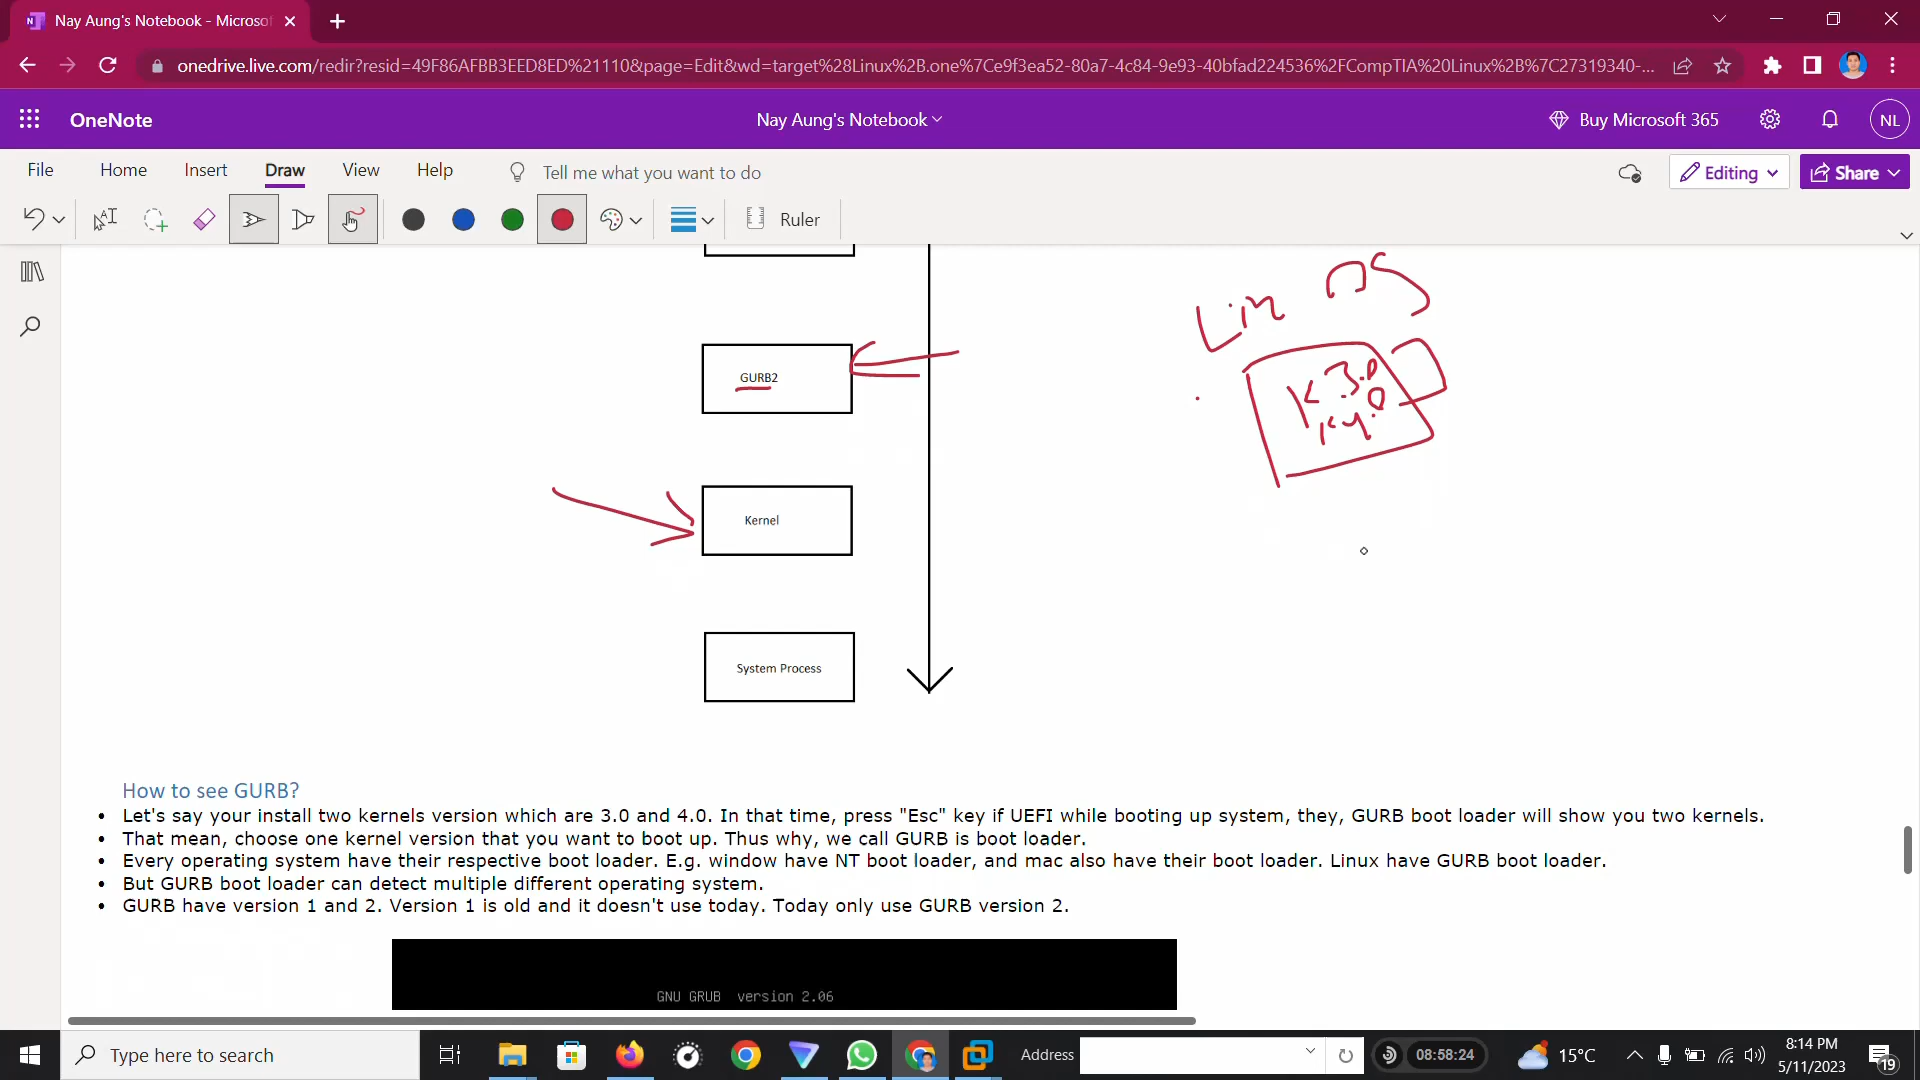 Nay Aung's Notebook - Microsof
onedrive.live.com/redir?resid=49F86AFBB3EED8ED%21110&page=Edit&wd=target%28Linux%2B.one%7Ce9f3ea52-80a7-4c84-9e93-40bfad224536%2FCompTIA%20Linux%2B%7C27319340-...
OneNote
Nay Aung's Notebook
Buy Microsoft 365
NL
File
Home
Insert
Draw
View
Help
Tell me what you want to do
Editing
Share
Ruler
Lin OS
GURB2
K 3.0
K 4.0
Kernel
System Process
How to see GURB?
• Let's say your install two kernels version which are 3.0 and 4.0. In that time, press "Esc" key if UEFI while booting up system, they, GURB boot loader will show you two kernels.
• That mean, choose one kernel version that you want to boot up. Thus why, we call GURB is boot loader.
• Every operating system have their respective boot loader. E.g. window have NT boot loader, and mac also have their boot loader. Linux have GURB boot loader.
• But GURB boot loader can detect multiple different operating system.
• GURB have version 1 and 2. Version 1 is old and it doesn't use today. Today only use GURB version 2.
GNU GRUB version 2.06
Type here to search
Address
08:58:24
15°C
8:14 PM
5/11/2023
19